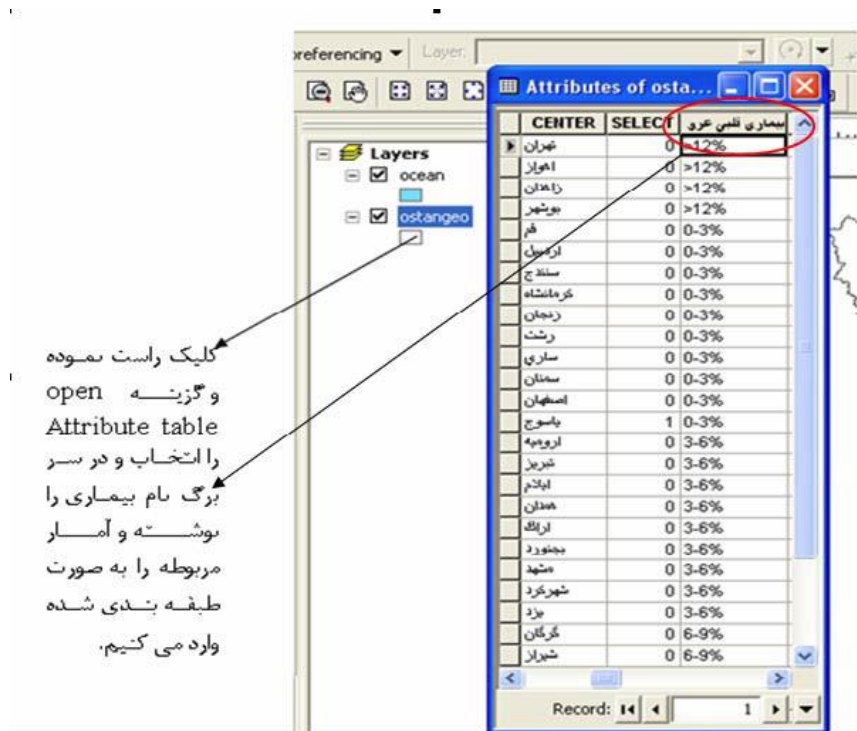 preferencing Layer:
Attributes of osta...
CENTER SELECT بيماري قلبي عرو
Layers
ocean
ostangeo
تهران 0 >12%
اهواز 0 >12%
زاهدان 0 >12%
بوشهر 0 >12%
قم 0 0-3%
اردبيل 0 0-3%
سنندج 0 0-3%
كرمانشاه 0 0-3%
زنجان 0 0-3%
رشت 0 0-3%
ساري 0 0-3%
سمنان 0 0-3%
اصفهان 0 0-3%
ياسوج 1 0-3%
اروميه 0 3-6%
تبريز 0 3-6%
ايلام 0 3-6%
همدان 0 3-6%
اراك 0 3-6%
بجنورد 0 3-6%
مشهد 0 3-6%
شهركرد 0 3-6%
يزد 0 3-6%
گرگان 0 6-9%
شيراز 0 6-9%
Record: 1
کلیک راست نموده
و گزینه open
Attribute table
را انتخاب و در سر
برگ نام بیماری را
نوشته و آمار
مربوطه را به صورت
طبقه بندی شده
وارد می کنیم.